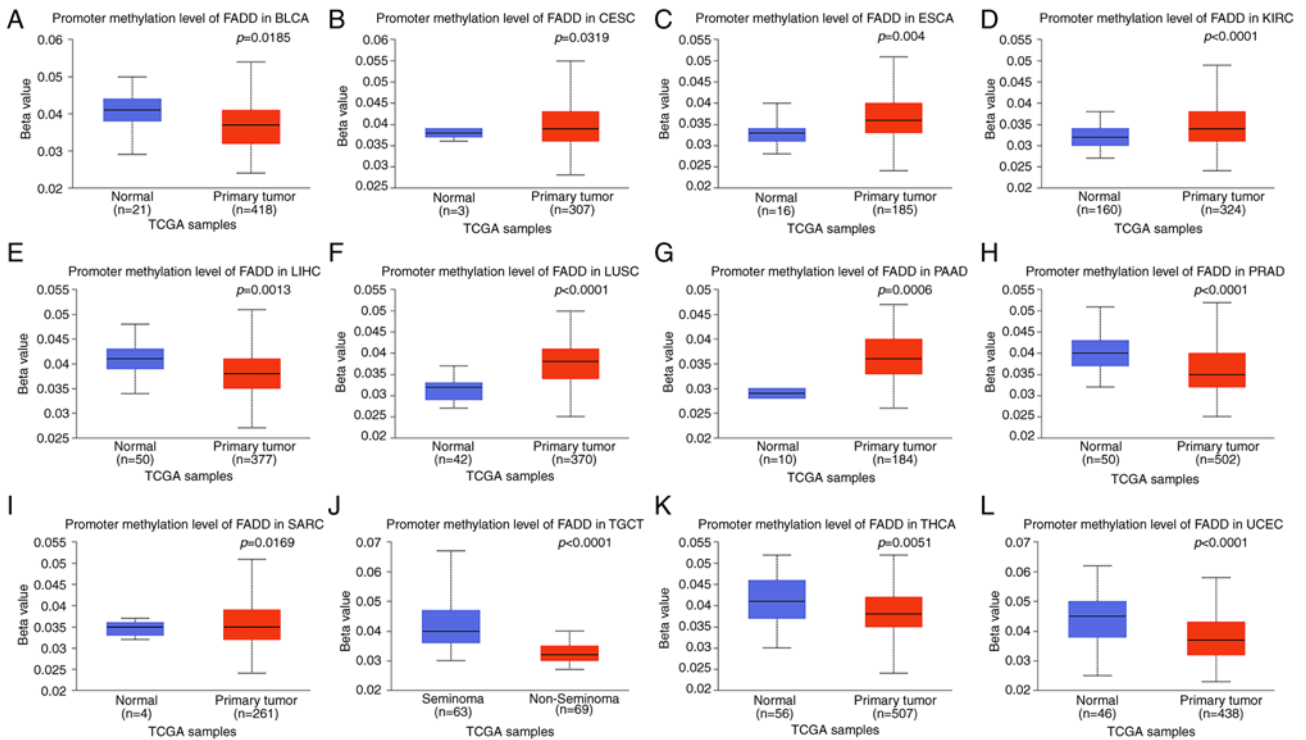 A
Promoter methylation level of FADD in BLCA
p=0.0185
0.06
0.05
0.04
0.03
0.02
Beta value
Normal
(n=21)
Primary tumor
(n=418)
TCGA samples
B
Promoter methylation level of FADD in CESC
p=0.0319
0.06
0.055
0.05
0.045
0.04
0.035
0.03
0.025
Beta value
Normal
(n=3)
Primary tumor
(n=307)
TCGA samples
C
Promoter methylation level of FADD in ESCA
p=0.004
0.055
0.05
0.045
0.04
0.035
0.03
0.025
0.02
Beta value
Normal
(n=16)
Primary tumor
(n=185)
TCGA samples
D
Promoter methylation level of FADD in KIRC
p<0.0001
0.055
0.05
0.045
0.04
0.035
0.03
0.025
0.02
Beta value
Normal
(n=160)
Primary tumor
(n=324)
TCGA samples
E
Promoter methylation level of FADD in LIHC
p=0.0013
0.055
0.05
0.045
0.04
0.035
0.03
0.025
Beta value
Normal
(n=50)
Primary tumor
(n=377)
TCGA samples
F
Promoter methylation level of FADD in LUSC
p<0.0001
0.055
0.05
0.045
0.04
0.035
0.03
0.025
0.02
Beta value
Normal
(n=42)
Primary tumor
(n=370)
TCGA samples
G
Promoter methylation level of FADD in PAAD
p=0.0006
0.05
0.045
0.04
0.035
0.03
0.025
0.02
Beta value
Normal
(n=10)
Primary tumor
(n=184)
TCGA samples
H
Promoter methylation level of FADD in PRAD
p<0.0001
0.055
0.05
0.045
0.04
0.035
0.03
0.025
0.02
Beta value
Normal
(n=50)
Primary tumor
(n=502)
TCGA samples
I
Promoter methylation level of FADD in SARC
p=0.0169
0.055
0.05
0.045
0.04
0.035
0.03
0.025
0.02
Beta value
Normal
(n=4)
Primary tumor
(n=261)
TCGA samples
J
Promoter methylation level of FADD in TGCT
p<0.0001
0.07
0.06
0.05
0.04
0.03
0.02
Beta value
Seminoma
(n=63)
Non-Seminoma
(n=69)
TCGA samples
K
Promoter methylation level of FADD in THCA
p=0.0051
0.055
0.05
0.045
0.04
0.035
0.03
0.025
0.02
Beta value
Normal
(n=56)
Primary tumor
(n=507)
TCGA samples
L
Promoter methylation level of FADD in UCEC
p<0.0001
0.07
0.06
0.05
0.04
0.03
0.02
Beta value
Normal
(n=46)
Primary tumor
(n=438)
TCGA samples